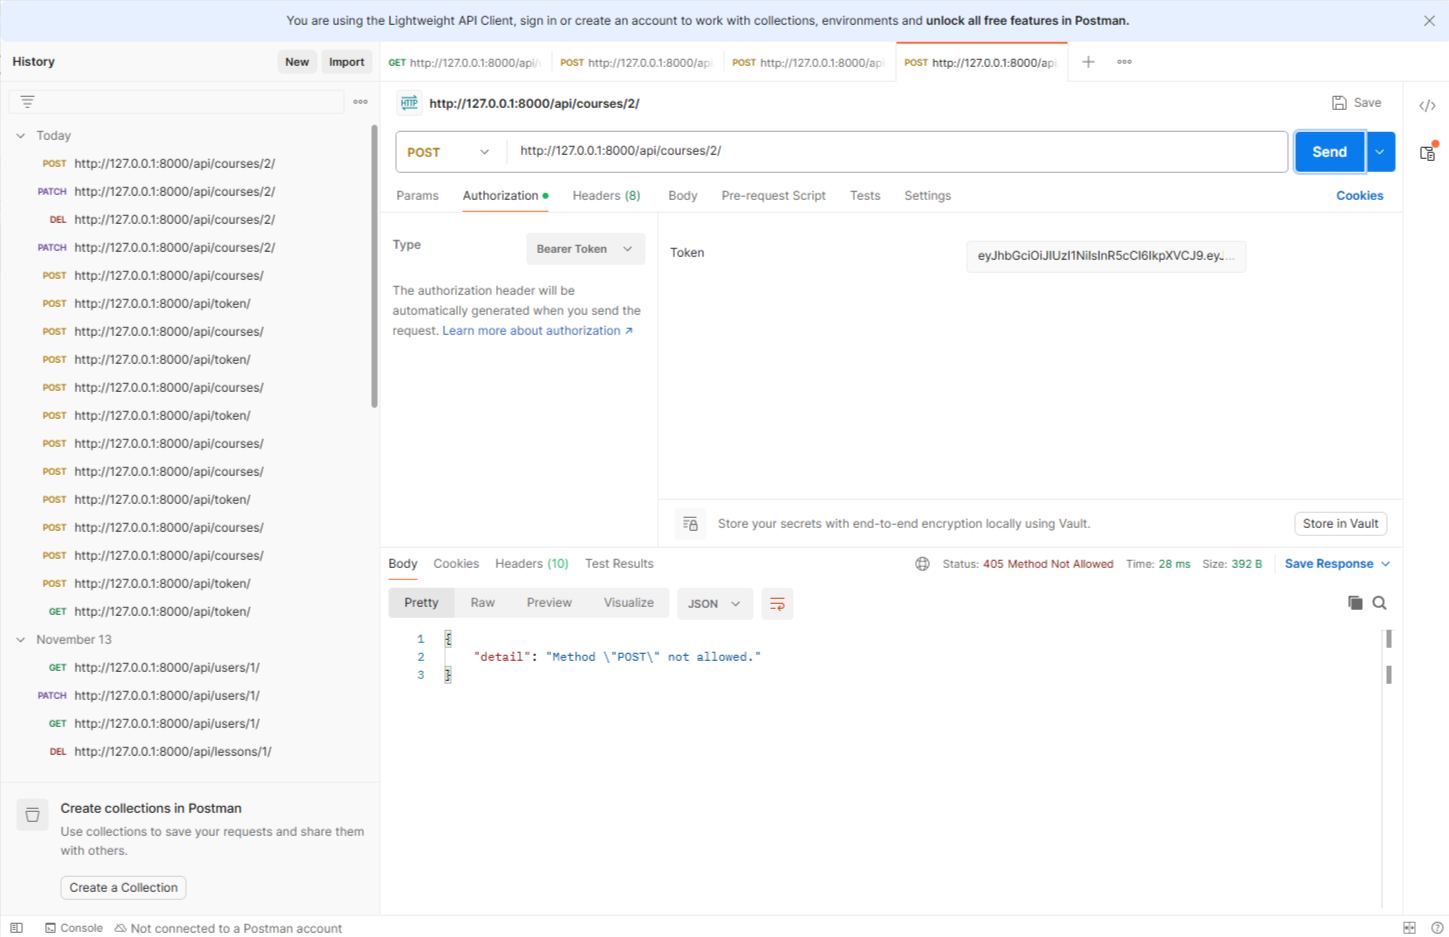 You are using the Lightweight API Client, sign in or create an account to work with collections, environments and unlock all free features in Postman.
History
New
Import
GET http://127.0.0.1:8000/api/
POST http://127.0.0.1:8000/api
POST http://127.0.0.1:8000/api
POST http://127.0.0.1:8000/api
HTTP http://127.0.0.1:8000/api/courses/2/
Save
Today
POST http://127.0.0.1:8000/api/courses/2/
PATCH http://127.0.0.1:8000/api/courses/2/
DEL http://127.0.0.1:8000/api/courses/2/
PATCH http://127.0.0.1:8000/api/courses/2/
POST http://127.0.0.1:8000/api/courses/
POST http://127.0.0.1:8000/api/token/
POST http://127.0.0.1:8000/api/courses/
POST http://127.0.0.1:8000/api/token/
POST http://127.0.0.1:8000/api/courses/
POST http://127.0.0.1:8000/api/token/
POST http://127.0.0.1:8000/api/courses/
POST http://127.0.0.1:8000/api/courses/
POST http://127.0.0.1:8000/api/token/
POST http://127.0.0.1:8000/api/courses/
POST http://127.0.0.1:8000/api/courses/
POST http://127.0.0.1:8000/api/token/
GET http://127.0.0.1:8000/api/token/
November 13
GET http://127.0.0.1:8000/api/users/1/
PATCH http://127.0.0.1:8000/api/users/1/
GET http://127.0.0.1:8000/api/users/1/
DEL http://127.0.0.1:8000/api/lessons/1/
Create collections in Postman
Use collections to save your requests and share them
with others.
Create a Collection
POST
http://127.0.0.1:8000/api/courses/2/
Send
Params
Authorization
Headers (8)
Body
Pre-request Script
Tests
Settings
Cookies
Type
Bearer Token
The authorization header will be
automatically generated when you send the
request. Learn more about authorization ↗
Token
eyJhbGciOiJIUzI1NiIsInR5cCI6IkpXVCJ9.eyJ...
Store your secrets with end-to-end encryption locally using Vault.
Store in Vault
Body
Cookies
Headers (10)
Test Results
Status: 405 Method Not Allowed
Time: 28 ms
Size: 392 B
Save Response
Pretty
Raw
Preview
Visualize
JSON
1 {
2 "detail": "Method \"POST\" not allowed."
3 }
Console
Not connected to a Postman account